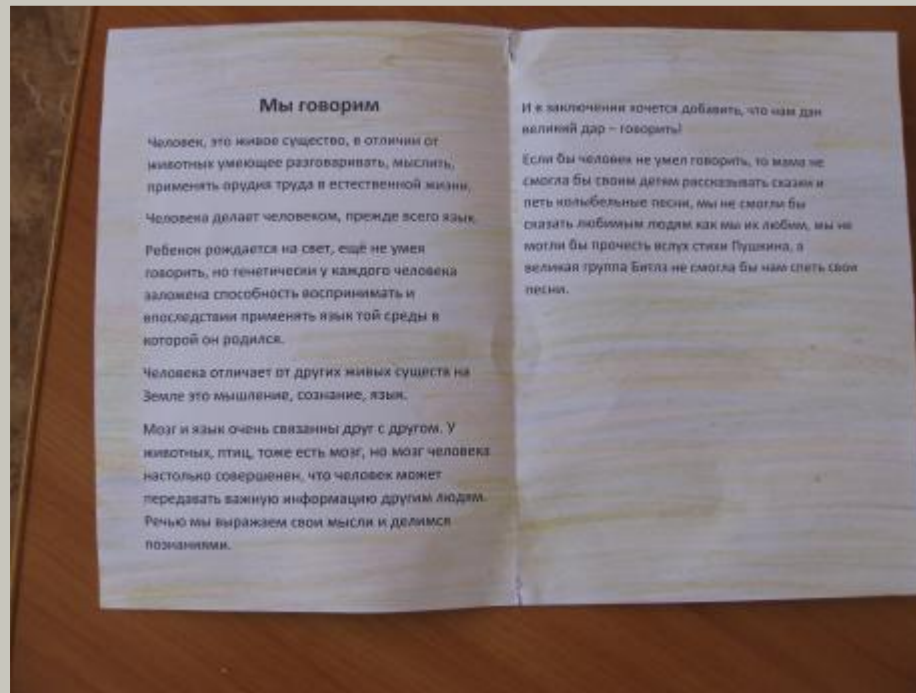 Мы говорим
Человек, это живое существо, в отличии от
животных умеющее разговаривать, мыслить,
применять орудия труда в естественной жизни.
Человека делает человеком, прежде всего язык.
Ребенок рождается на свет, ещё не умея
говорить, но генетически у каждого человека
заложена способность воспринимать и
впоследствии применять язык той среды в
которой он родился.
Человека отличает от других живых существ на
Земле это мышление, сознание, язык.
Мозг и язык очень связанны друг с другом. У
животных, птиц, тоже есть мозг, но мозг человека
настолько совершенен, что человек может
передавать важную информацию другим людям.
Речью мы выражаем свои мысли и делимся
познаниями.
И в заключении хочется добавить, что нам дан
великий дар – говорить!
Если бы человек не умел говорить, то мама не
смогла бы своим детям рассказывать сказки и
петь колыбельные песни, мы не смогли бы
сказать любимым людям как мы их любим, мы не
могли бы прочисть вслух стихи Пушкина, а
великая группа Битлз не смогла бы нам спеть свои
песни.